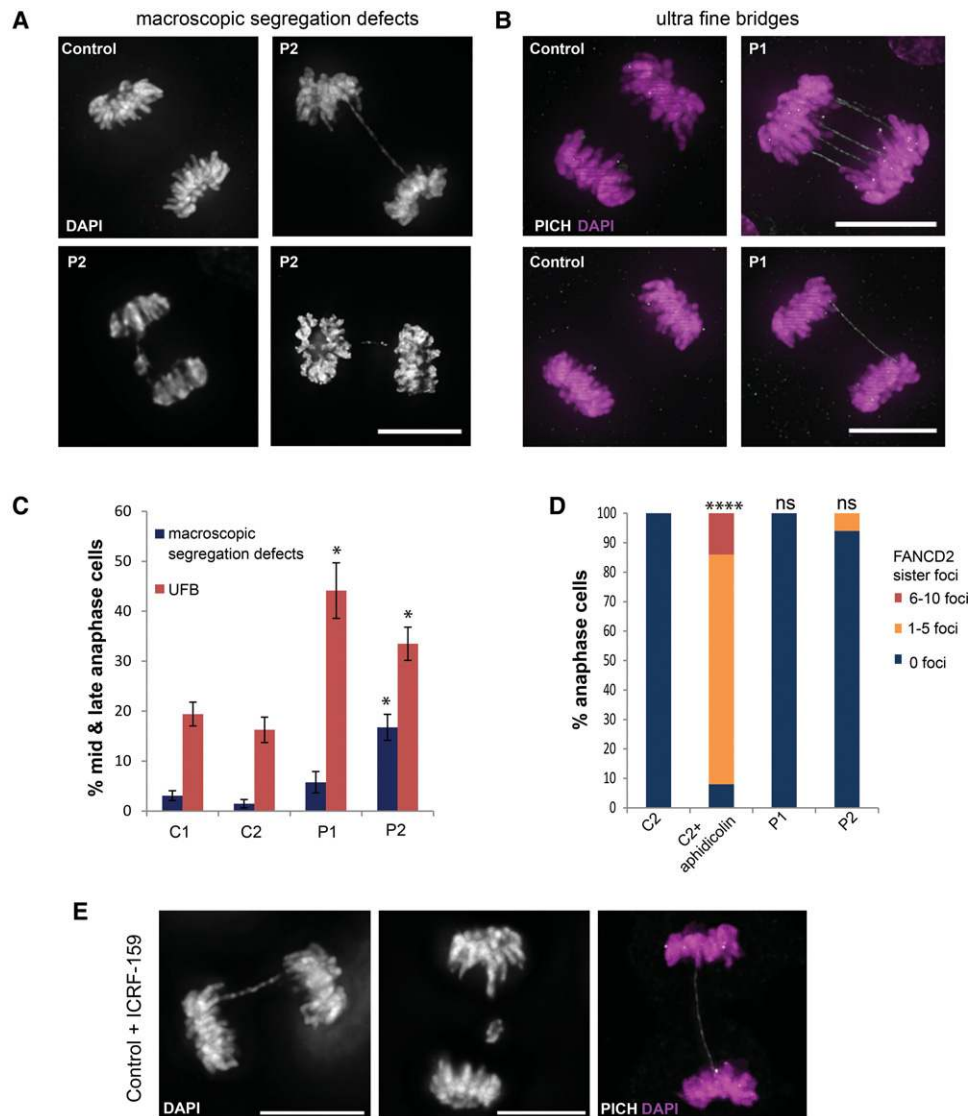 A
macroscopic segregation defects
Control
P2
DAPI
P2
P2
B
ultra fine bridges
Control
P1
PICH DAPI
Control
P1
C
60
50
40
30
20
10
0
% mid & late anaphase cells
macroscopic
segregation defects
UFB
*
*
*
C1
C2
P1
P2
D
100
90
80
70
60
50
40
30
20
10
0
% anaphase cells
****
ns
ns
C2
C2+
aphidicolin
P1
P2
FANCD2
sister foci
6-10 foci
1-5 foci
0 foci
E
Control + ICRF-159
DAPI
PICH DAPI